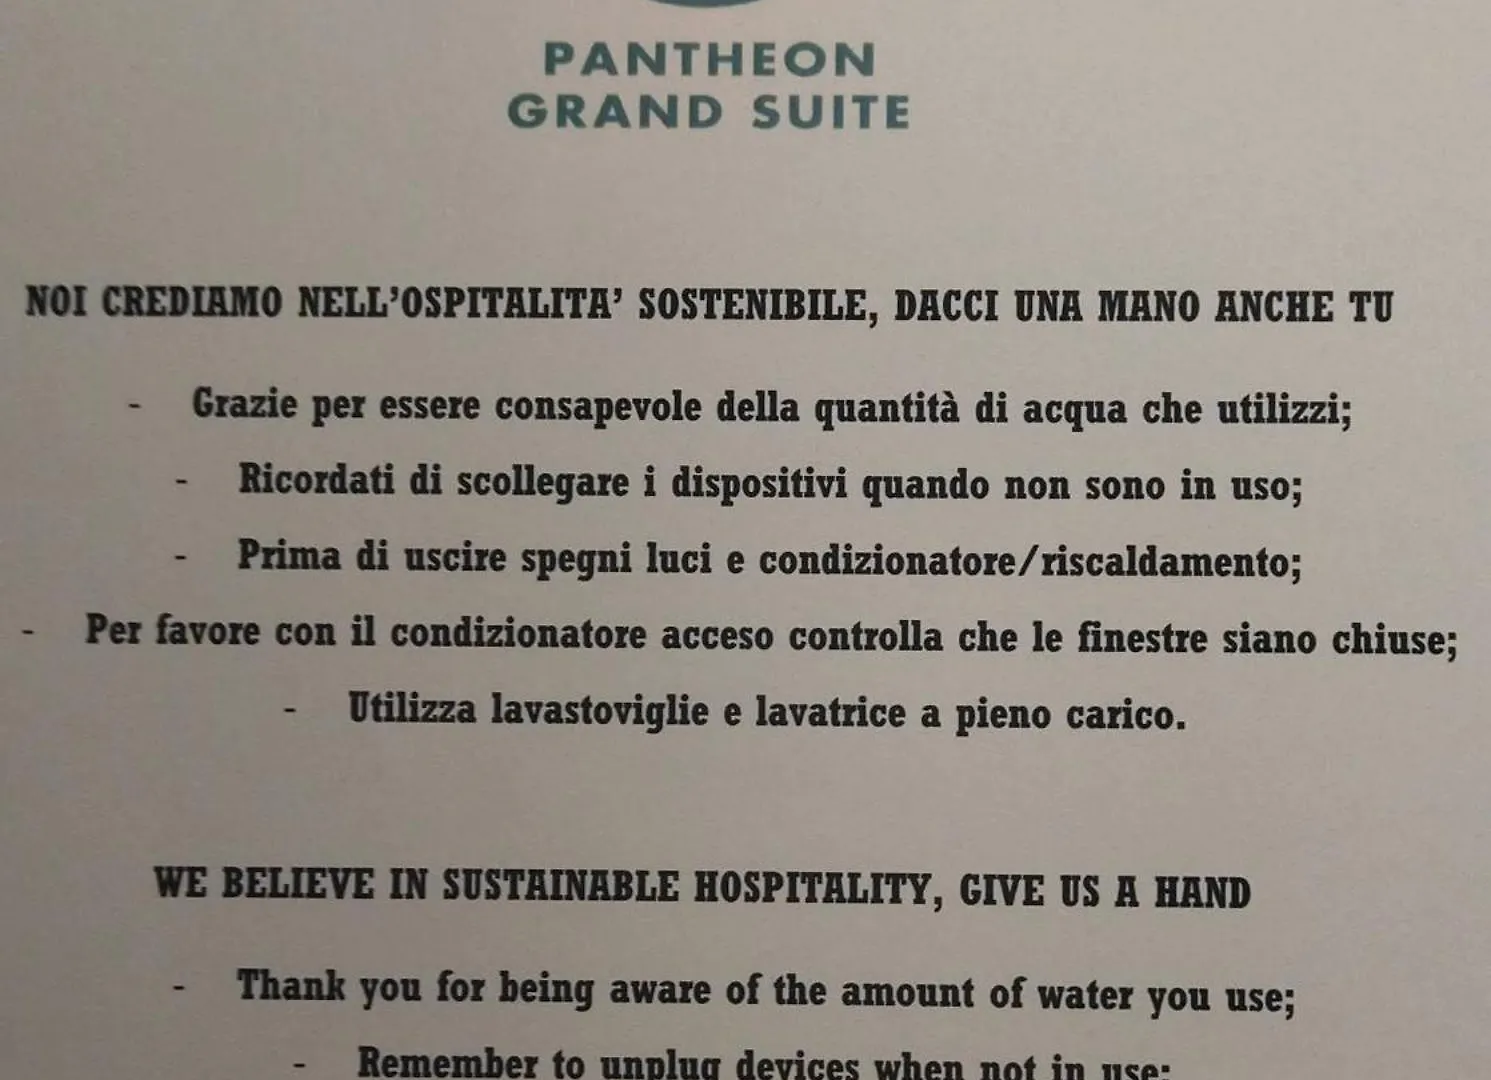 PANTHEON
GRAND SUITE
NOI CREDIAMO NELL'OSPITALITA' SOSTENIBILE, DACCI UNA MANO ANCHE TU
- Grazie per essere consapevole della quantità di acqua che utilizzi;
- Ricordati di scollegare i dispositivi quando non sono in uso;
- Prima di uscire spegni luci e condizionatore/riscaldamento;
- Per favore con il condizionatore acceso controlla che le finestre siano chiuse;
- Utilizza lavastoviglie e lavatrice a pieno carico.
WE BELIEVE IN SUSTAINABLE HOSPITALITY, GIVE US A HAND
- Thank you for being aware of the amount of water you use;
- Remember to unplug devices when not in use;